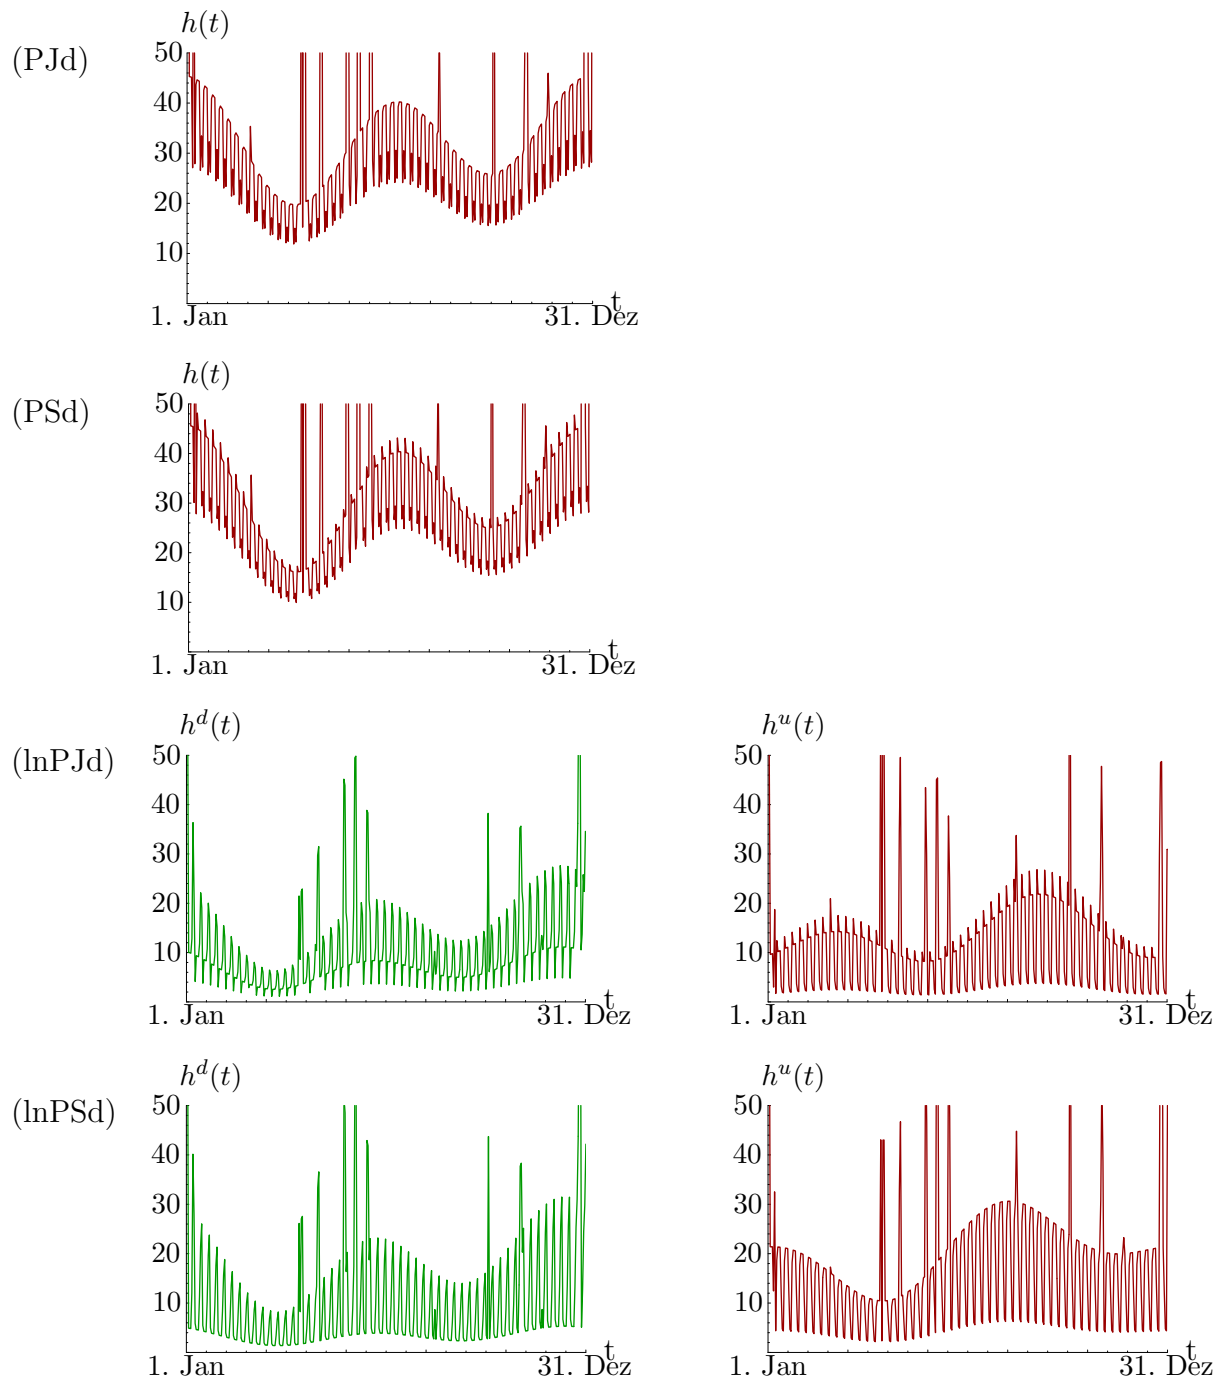 h(t)
(PJd)
50
40
30
20
10
t
1. Jan 31. Dez
h(t)
(PSd)
50
40
30
20
10
t
1. Jan 31. Dez
h^d(t) h^u(t)
(lnPJd)
50 50
40 40
30 30
20 20
10 10
t t
1. Jan 31. Dez 1. Jan 31. Dez
h^d(t) h^u(t)
(lnPSd)
50 50
40 40
30 30
20 20
10 10
t t
1. Jan 31. Dez 1. Jan 31. Dez